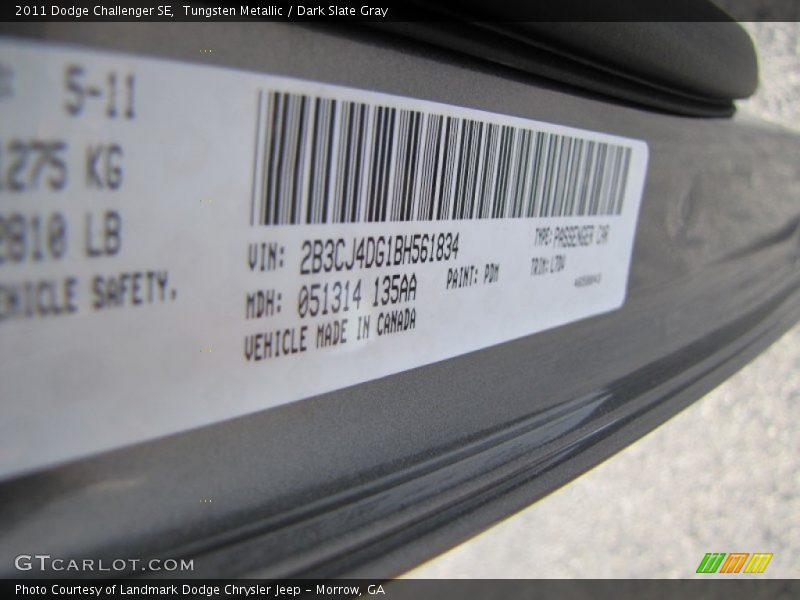 2011 Dodge Challenger SE, Tungsten Metallic / Dark Slate Gray
5-11
1275 KG
2810 LB
VEHICLE SAFETY.
VIN: 2B3CJ4DG1BH561834
TYPE: PASSENGER CAR
MDH: 051314 135AA
PAINT: PDM
TRIM: L7DA
VEHICLE MADE IN CANADA
GTCARLOT.COM
Photo Courtesy of Landmark Dodge Chrysler Jeep - Morrow, GA